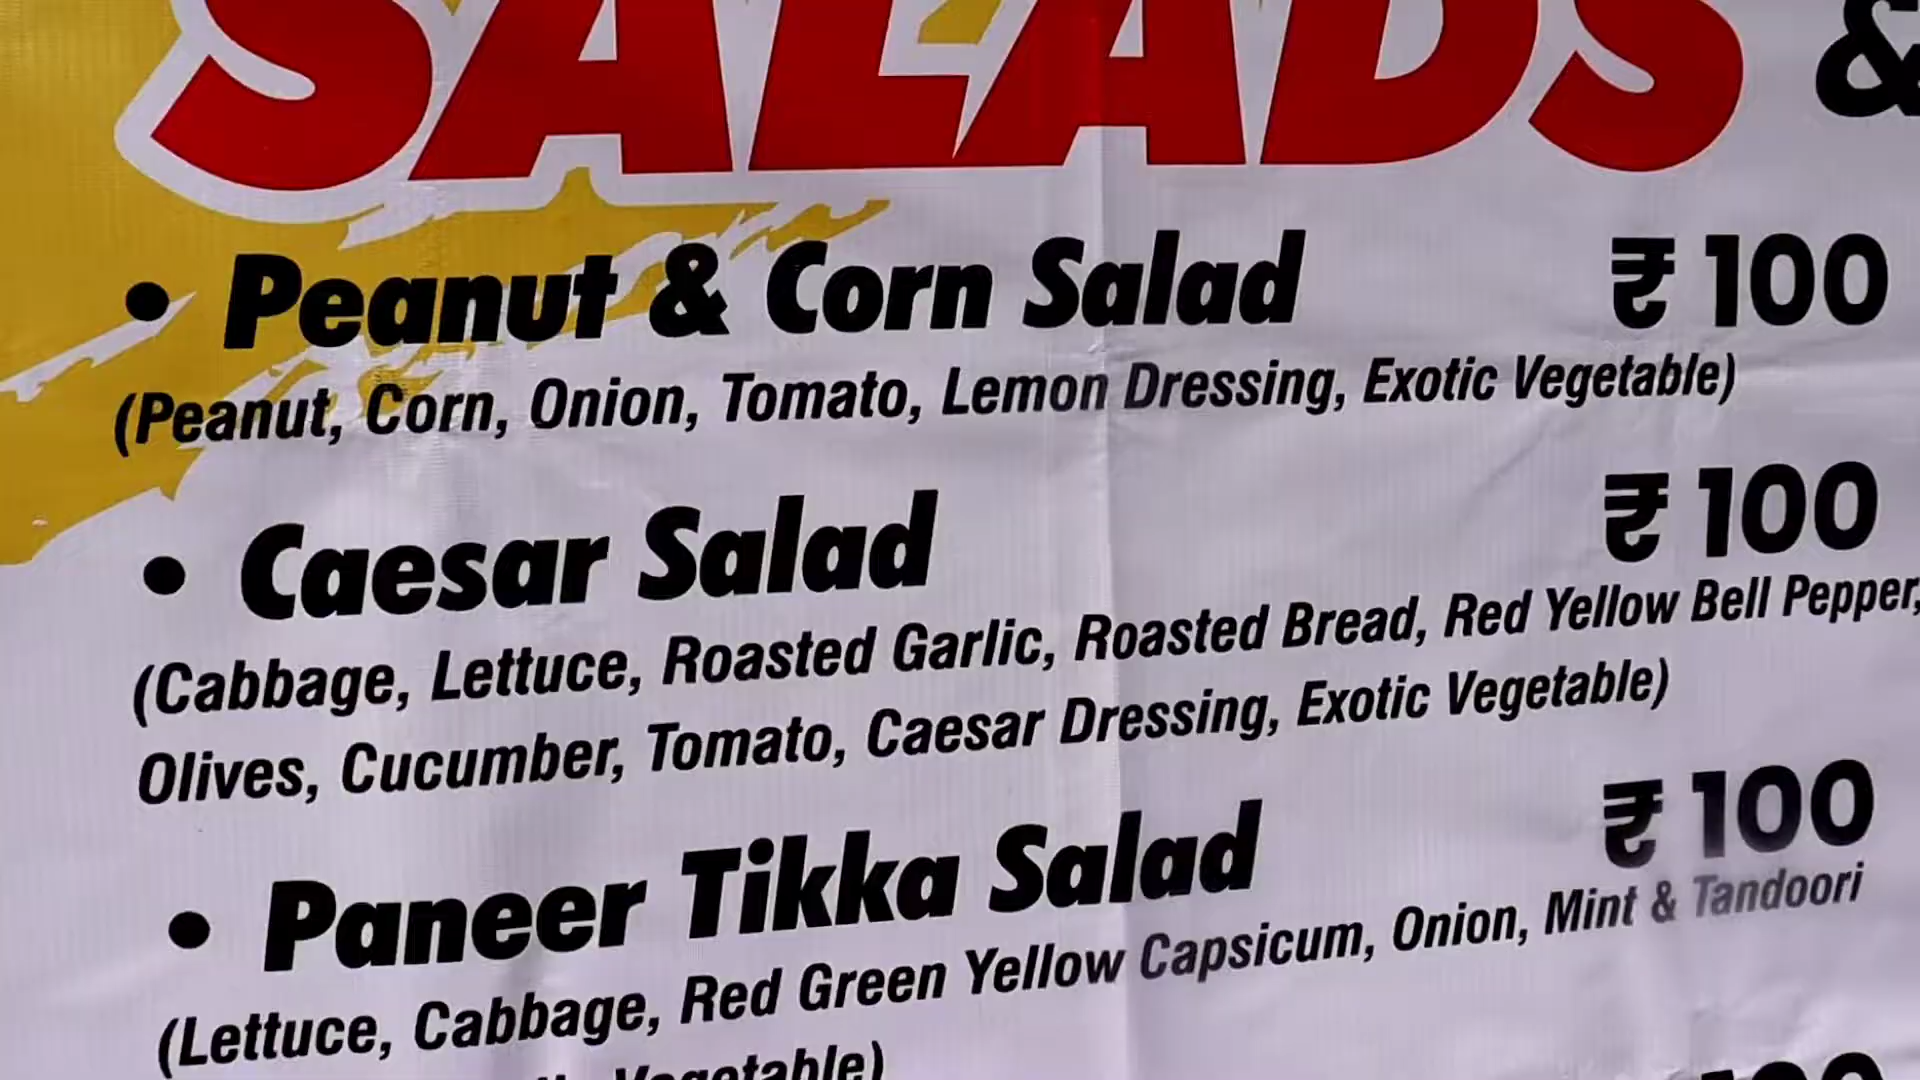 SALADS &
• Peanut & Corn Salad ₹ 100
(Peanut, Corn, Onion, Tomato, Lemon Dressing, Exotic Vegetable)
• Caesar Salad ₹ 100
(Cabbage, Lettuce, Roasted Garlic, Roasted Bread, Red Yellow Bell Pepper,
Olives, Cucumber, Tomato, Caesar Dressing, Exotic Vegetable)
• Paneer Tikka Salad ₹ 100
(Lettuce, Cabbage, Red Green Yellow Capsicum, Onion, Mint & Tandoori
Vegetable)